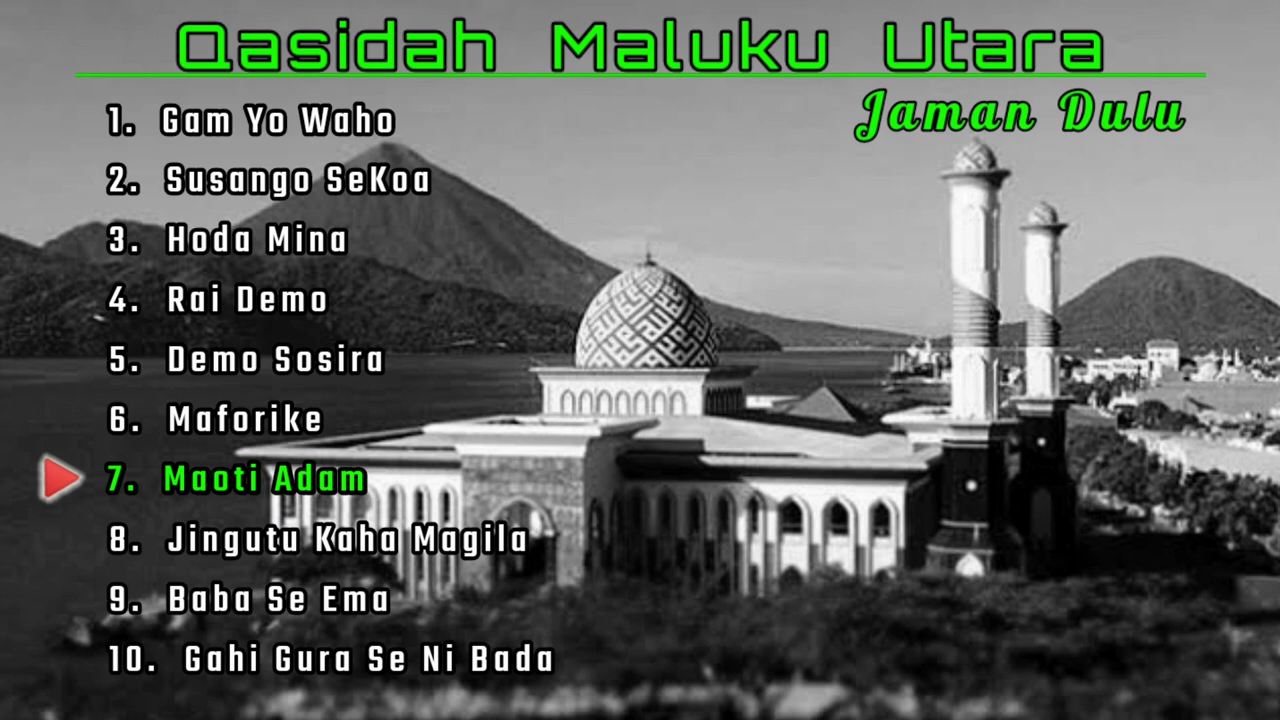 Qasidah Maluku Utara
Jaman Dulu
1. Gam Yo Waho
2. Susango SeKoa
3. Hoda Mina
4. Rai Demo
5. Demo Sosira
6. Maforike
7. Maoti Adam
8. Jingutu Kaha Magila
9. Baba Se Ema
10. Gahi Gura Se Ni Bada